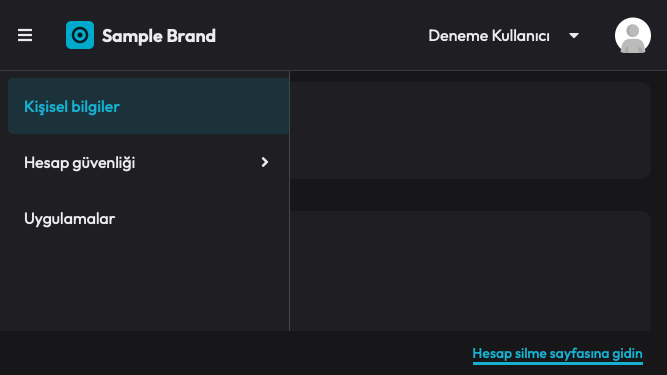 Sample Brand
Deneme Kullanıcı
Kişisel bilgiler
Hesap güvenliği
Uygulamalar
Hesap silme sayfasına gidin